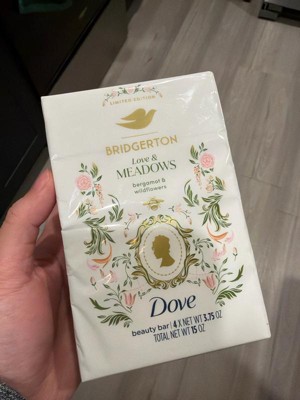 LIMITED EDITION
BRIDGERTON
Love &
MEADOWS
bergamot &
wildflowers
Dove
beauty bar | 4 X NET WT 3.75 OZ
TOTAL NET WT 15 OZ